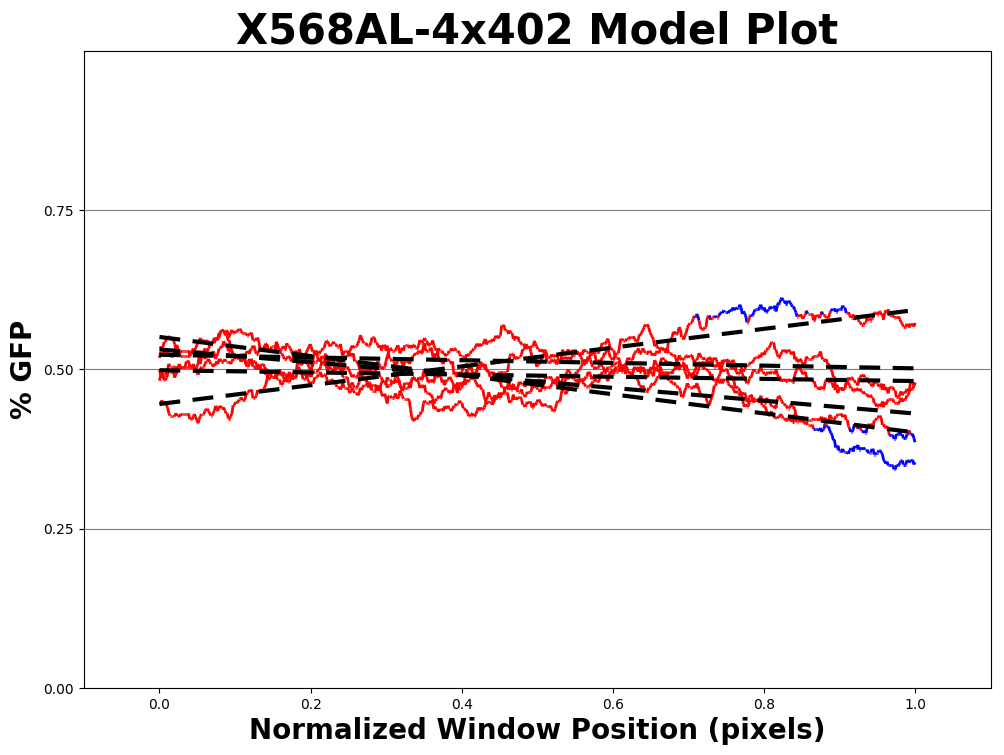 X568AL-4x402 Model Plot
% GFP
0.75
0.50
0.25
0.00
0.0 0.2 0.4 0.6 0.8 1.0
Normalized Window Position (pixels)